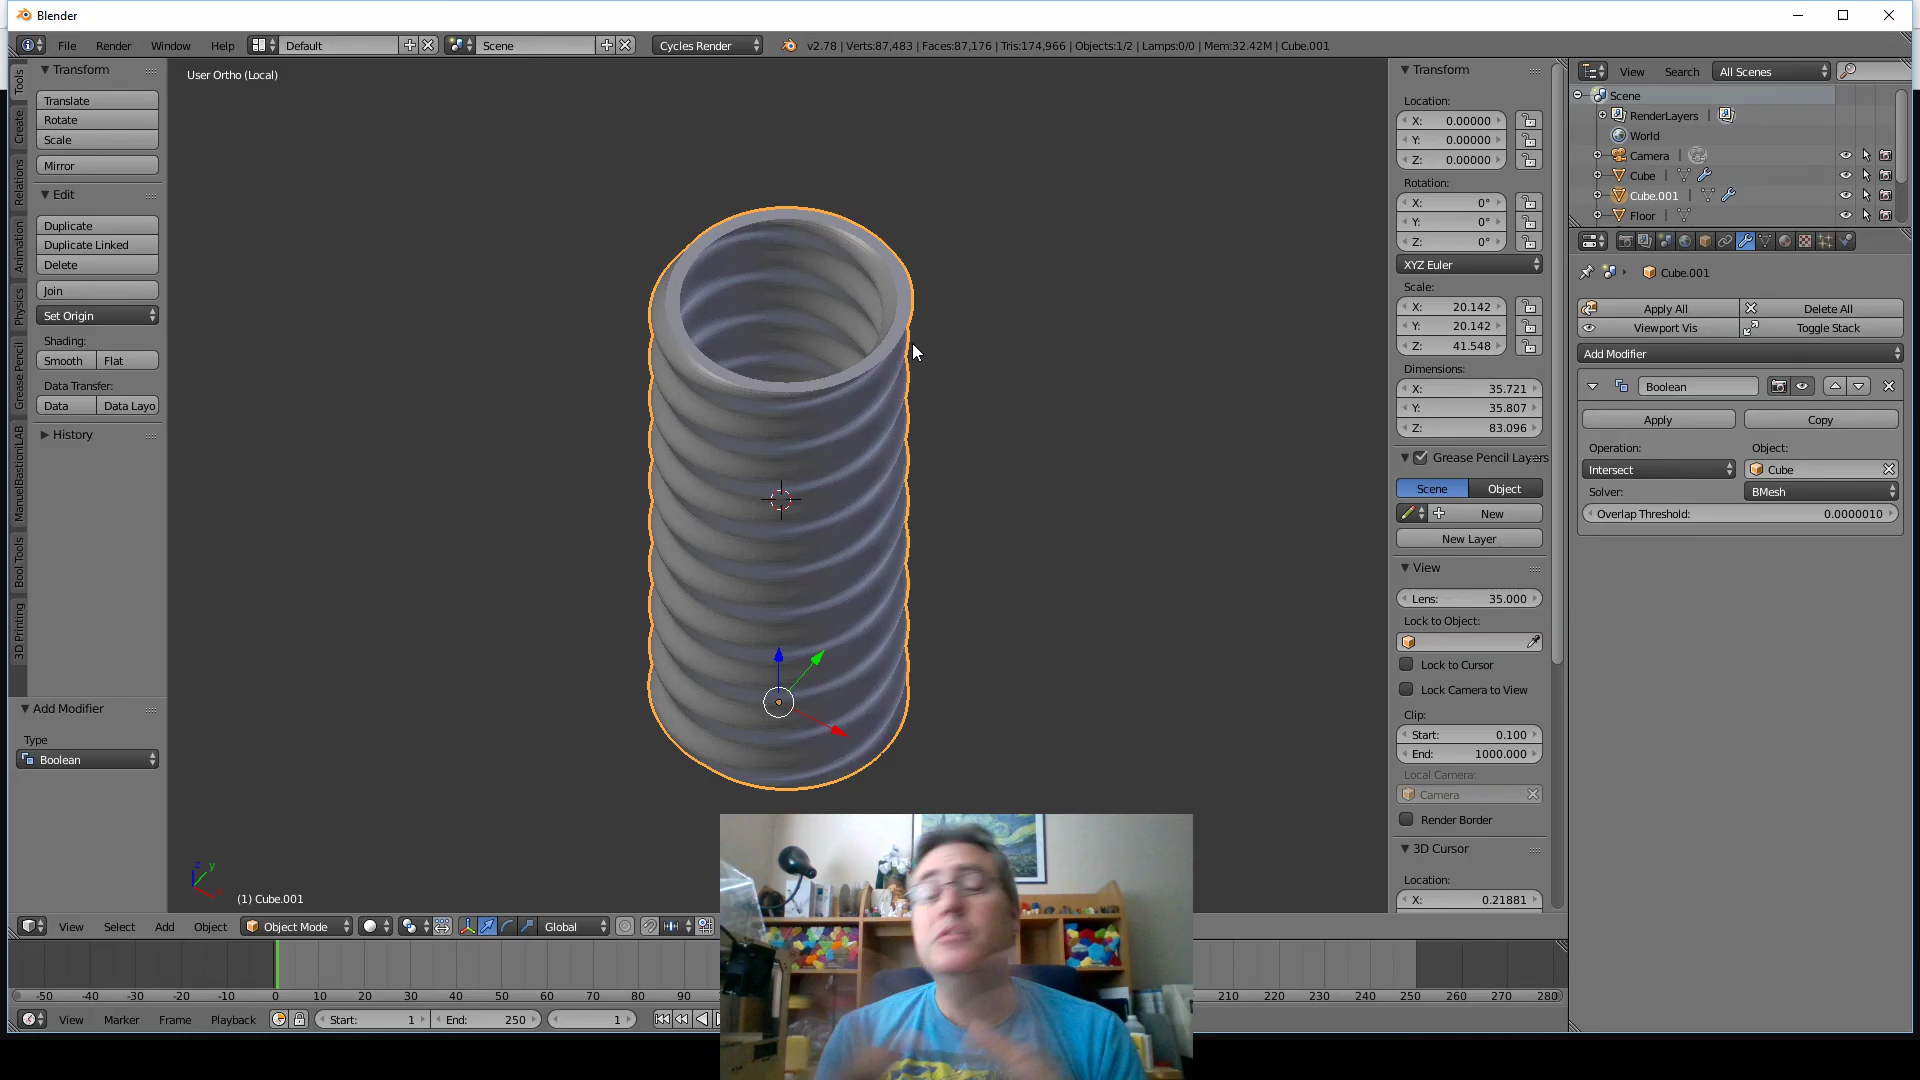 Blender
File Render Window Help Default Scene Cycles Render v2.78 | Verts:87,483 | Faces:87,176 | Tris:174,966 | Objects:1/2 | Lamps:0/0 | Mem:32.42M | Cube.001
Tools
Create
Relations
Animation
Physics
Grease Pencil
ManuelBastioniLAB
Bool Tools
3D Printing
Transform
Translate
Rotate
Scale
Mirror
Edit
Duplicate
Duplicate Linked
Delete
Join
Set Origin
Shading:
Smooth Flat
Data Transfer:
Data Data Layo
History
Add Modifier
Type
Boolean
User Ortho (Local)
z y
(1) Cube.001
Transform
Location:
X: 0.00000
Y: 0.00000
Z: 0.00000
Rotation:
X: 0°
Y: 0°
Z: 0°
XYZ Euler
Scale:
X: 20.142
Y: 20.142
Z: 41.548
Dimensions:
X: 35.721
Y: 35.807
Z: 83.096
Grease Pencil Layers
Scene Object
New
New Layer
View
Lens: 35.000
Lock to Object:
Lock to Cursor
Lock Camera to View
Clip:
Start: 0.100
End: 1000.000
Local Camera:
Camera
Render Border
3D Cursor
Location:
X: 0.21881
View Search All Scenes
Scene
RenderLayers
World
Camera
Cube
Cube.001
Floor
Cube.001
Apply All Delete All
Viewport Vis Toggle Stack
Add Modifier
Boolean
Apply Copy
Operation: Object:
Intersect Cube
Solver: BMesh
Overlap Threshold: 0.0000010
View Select Add Object Object Mode Global
-50 -40 -30 -20 -10 0 10 20 30 40 50 60 70 80 90 210 220 230 240 250 260 270 280
View Marker Frame Playback Start: 1 End: 250 1